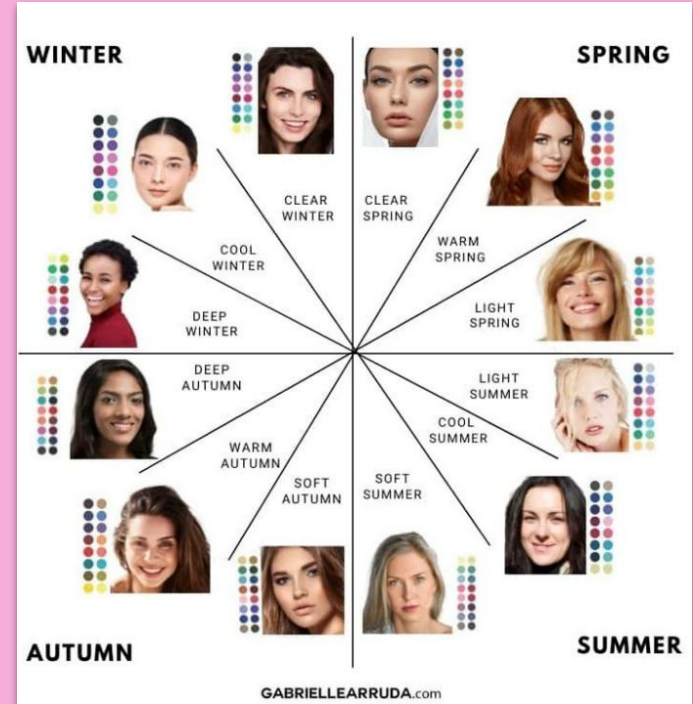 WINTER
SPRING
CLEAR
WINTER
CLEAR
SPRING
COOL
WINTER
WARM
SPRING
DEEP
WINTER
LIGHT
SPRING
DEEP
AUTUMN
LIGHT
SUMMER
WARM
AUTUMN
COOL
SUMMER
SOFT
AUTUMN
SOFT
SUMMER
AUTUMN
SUMMER
GABRIELLEARRUDA.com